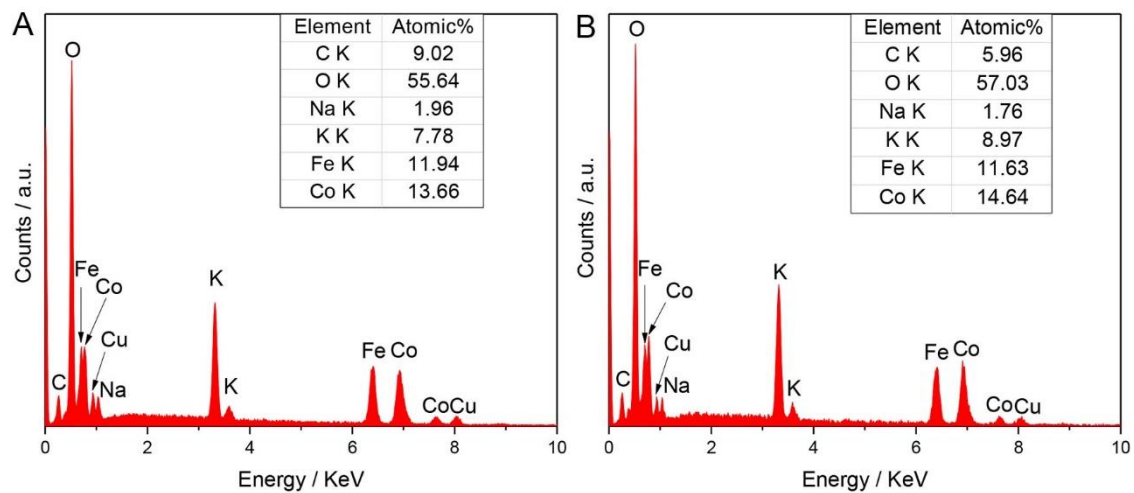 A
O
Fe
Co
Cu
C
Na
K
K
Fe
Co
Co
Cu
Element Atomic%
C K 9.02
O K 55.64
Na K 1.96
K K 7.78
Fe K 11.94
Co K 13.66
Counts / a.u.
0 2 4 6 8 10
Energy / KeV
B
O
Fe
Co
Cu
C
Na
K
K
Fe
Co
Co
Cu
Element Atomic%
C K 5.96
O K 57.03
Na K 1.76
K K 8.97
Fe K 11.63
Co K 14.64
Counts / a.u.
0 2 4 6 8 10
Energy / KeV